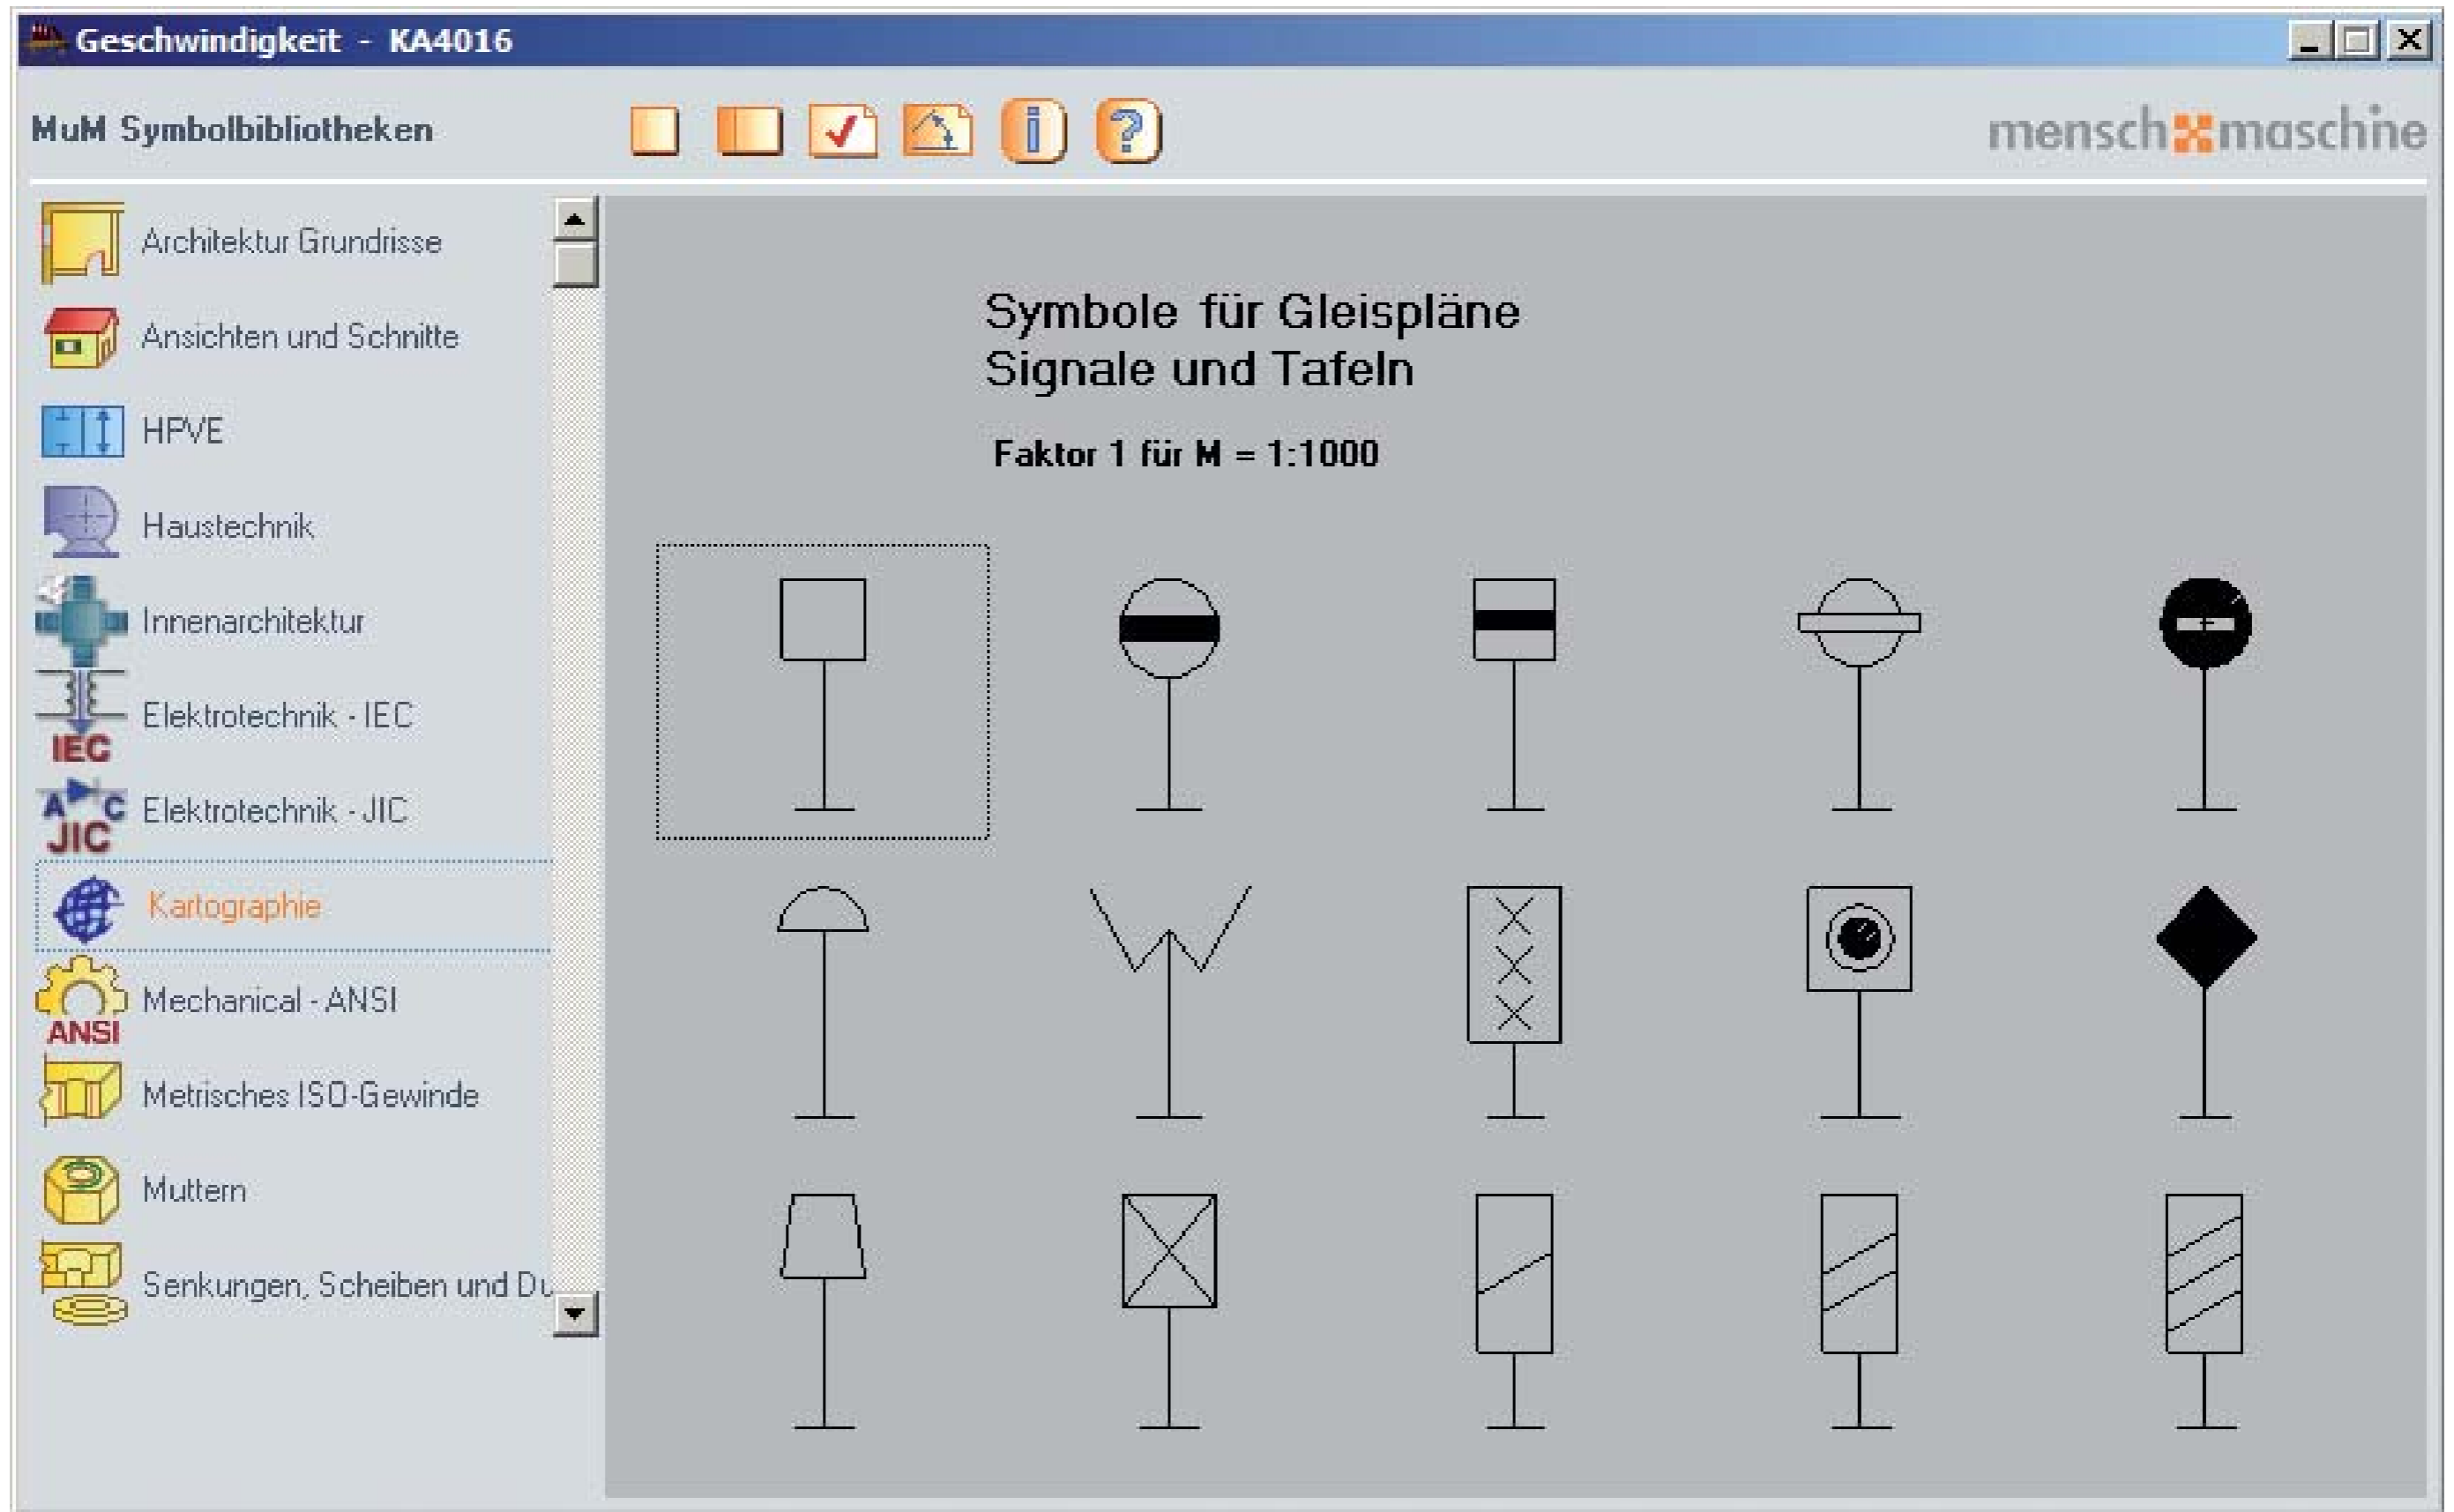 Geschwindigkeit - KA4016
MuM Symbolbibliotheken
i
?
mensch maschine
Architektur Grundrisse
Ansichten und Schnitte
HPVE
Haustechnik
Innenarchitektur
Elektrotechnik - IEC
IEC
Elektrotechnik - JIC
A C
JIC
Kartographie
Mechanical - ANSI
ANSI
Metrisches ISO-Gewinde
Muttern
Senkungen, Scheiben und Du
Symbole für Gleispläne
Signale und Tafeln
Faktor 1 für M = 1:1000